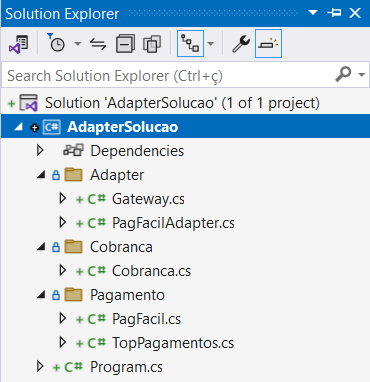 Solution Explorer
Search Solution Explorer (Ctrl+ç)
Solution 'AdapterSolucao' (1 of 1 project)
C# AdapterSolucao
Dependencies
Adapter
C# Gateway.cs
C# PagFacilAdapter.cs
Cobranca
C# Cobranca.cs
Pagamento
C# PagFacil.cs
C# TopPagamentos.cs
C# Program.cs